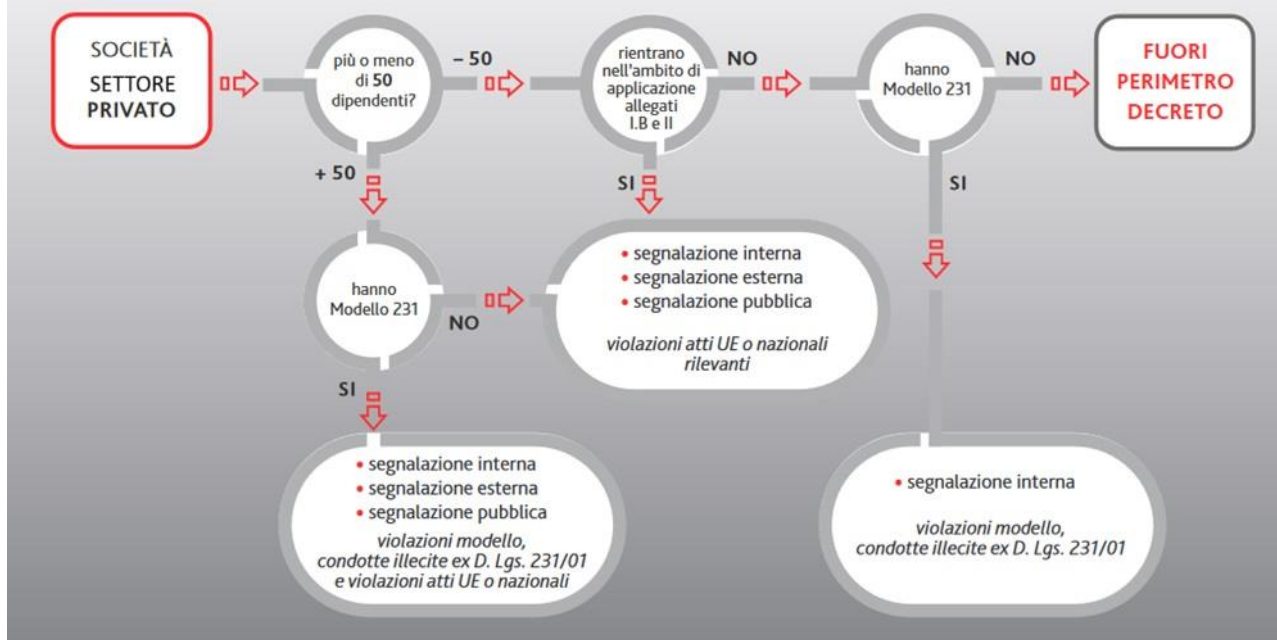 SOCIETÀ
SETTORE
PRIVATO
più o meno
di 50
dipendenti?
– 50
rientrano
nell'ambito di
applicazione
allegati
I.B e II
NO
hanno
Modello 231
NO
FUORI
PERIMETRO
DECRETO
+ 50
SI
SI
hanno
Modello 231
NO
• segnalazione interna
• segnalazione esterna
• segnalazione pubblica
violazioni atti UE o nazionali
rilevanti
SI
• segnalazione interna
• segnalazione esterna
• segnalazione pubblica
violazioni modello,
condotte illecite ex D. Lgs. 231/01
e violazioni atti UE o nazionali
• segnalazione interna
violazioni modello,
condotte illecite ex D. Lgs. 231/01